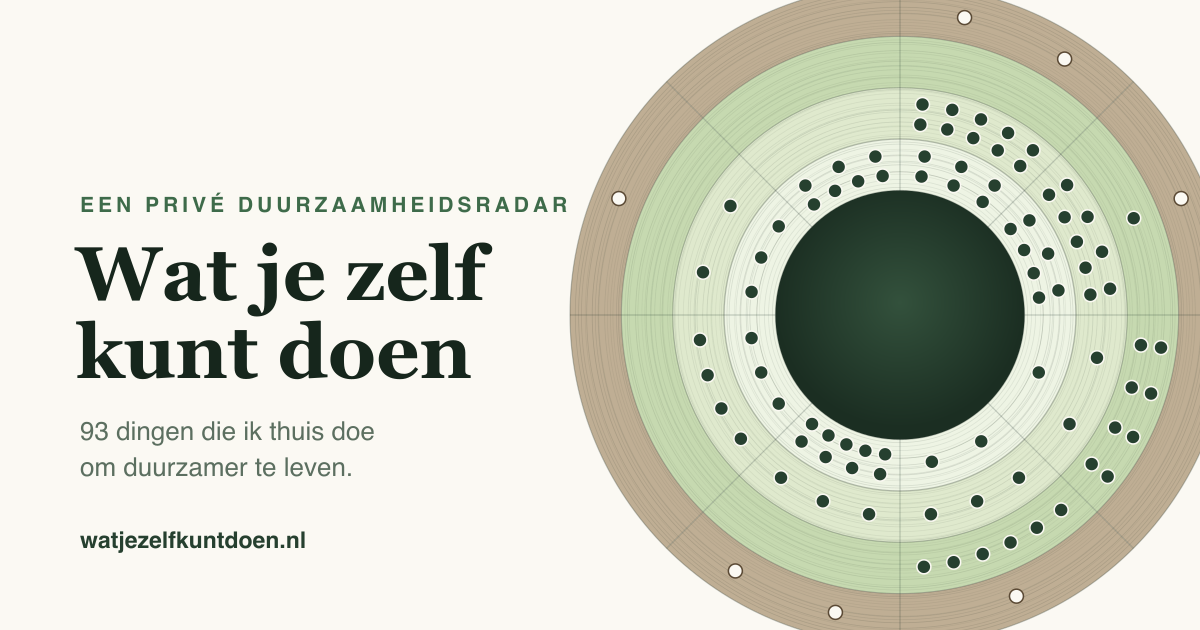 EEN PRIVÉ DUURZAAMHEIDSRADAR
Wat je zelf
kunt doen
93 dingen die ik thuis doe
om duurzamer te leven.
watjezelfkuntdoen.nl